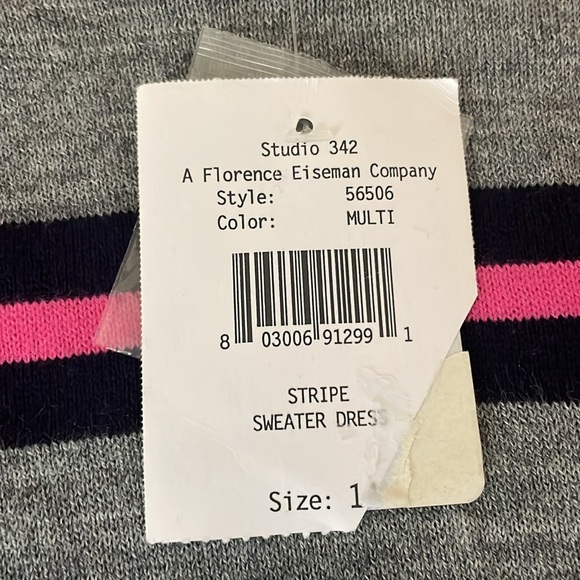 Studio 342
A Florence Eiseman Company
Style: 56506
Color: MULTI
8 03006 91299 1
STRIPE
SWEATER DRESS
Size: 1